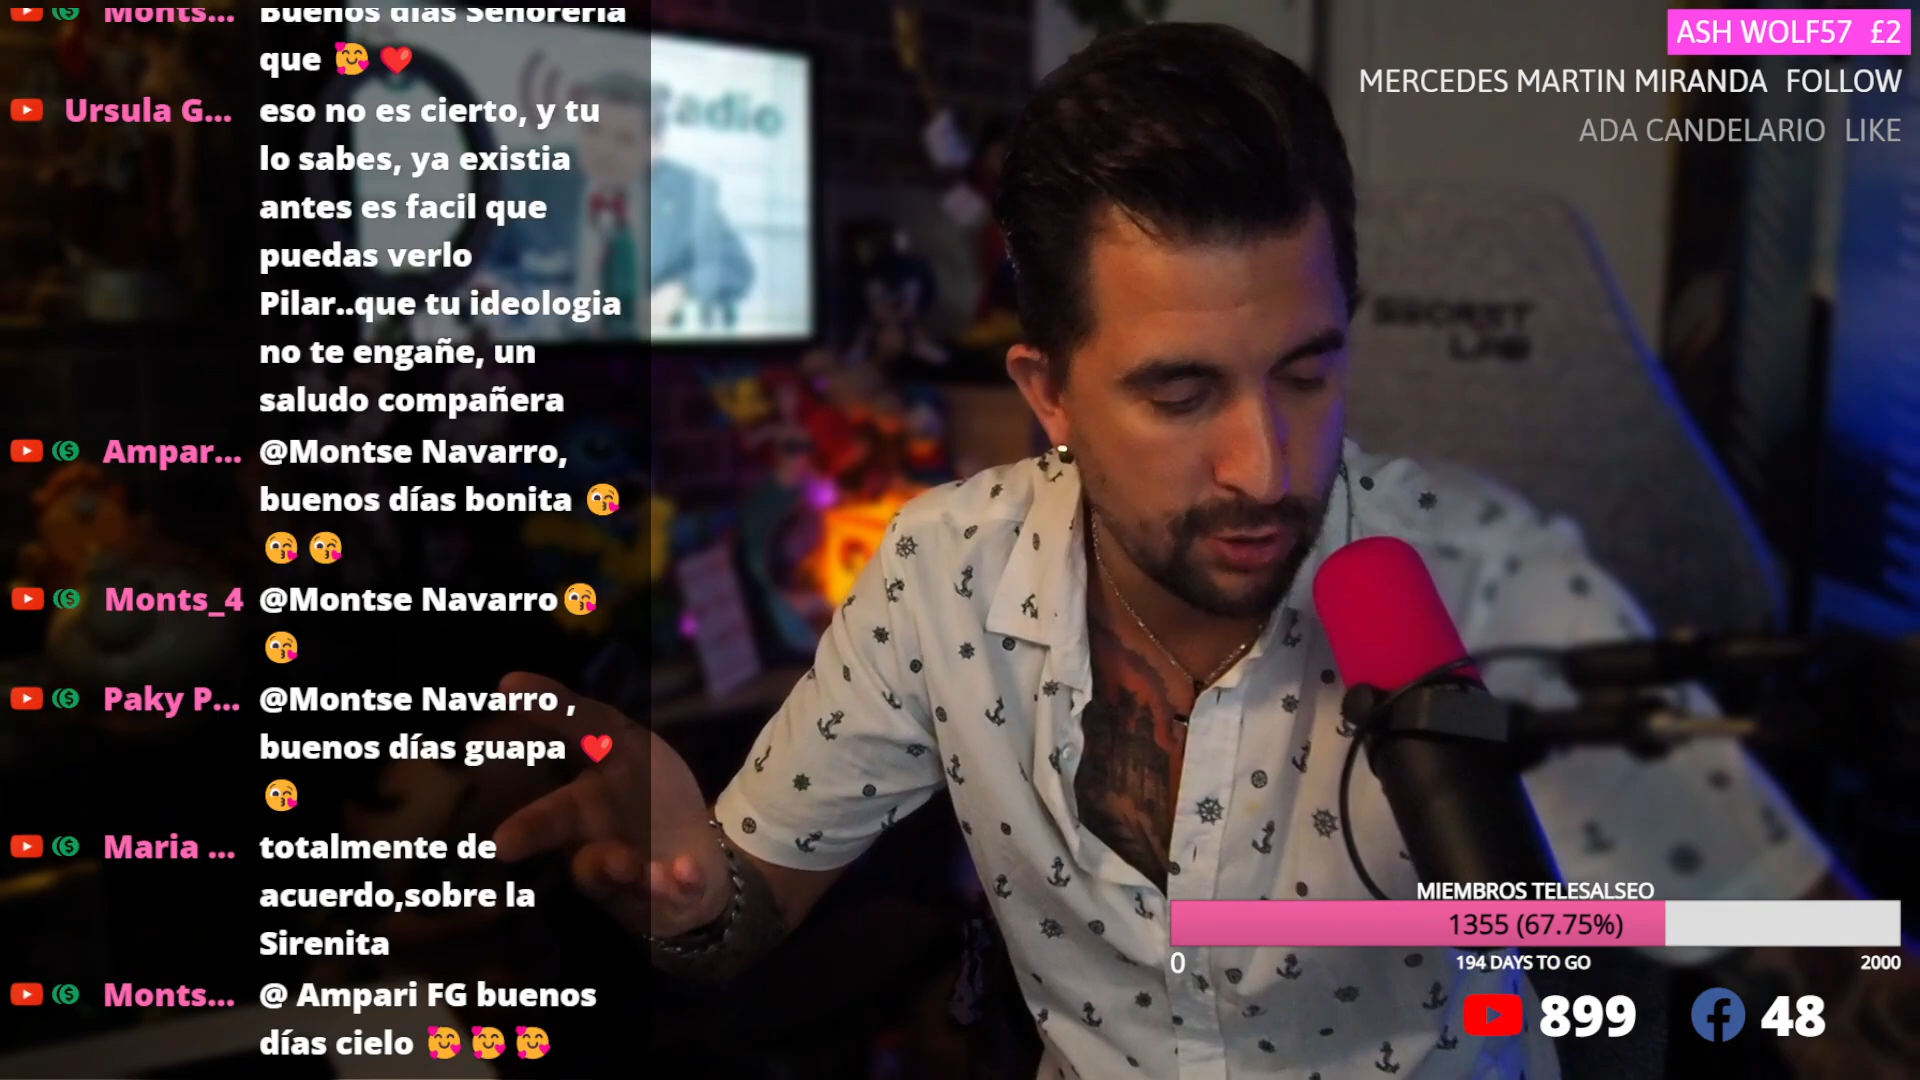 Monts... Buenos días Señorería
que 🥰 ❤️
Ursula G... eso no es cierto, y tu
lo sabes, ya existia
antes es facil que
puedas verlo
Pilar..que tu ideologia
no te engañe, un
saludo compañera
Ampar... @Montse Navarro,
buenos días bonita 😘
😘 😘
Monts_4 @Montse Navarro 😘
😘
Paky P... @Montse Navarro ,
buenos días guapa ❤️
😘
Maria ... totalmente de
acuerdo,sobre la
Sirenita
Monts... @ Ampari FG buenos
días cielo 🥰 🥰 🥰
adio
SECRET
LAB
ASH WOLF57 £2
MERCEDES MARTIN MIRANDA FOLLOW
ADA CANDELARIO LIKE
MIEMBROS TELESALSEO
1355 (67.75%)
0 194 DAYS TO GO 2000
899 48